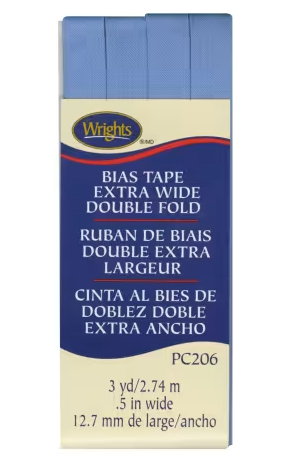 Wrights
®/MD
BIAS TAPE
EXTRA WIDE
DOUBLE FOLD
RUBAN DE BIAIS
DOUBLE EXTRA
LARGEUR
CINTA AL BIES DE
DOBLEZ DOBLE
EXTRA ANCHO
PC206
3 yd/2.74 m
.5 in wide
12.7 mm de large/ancho